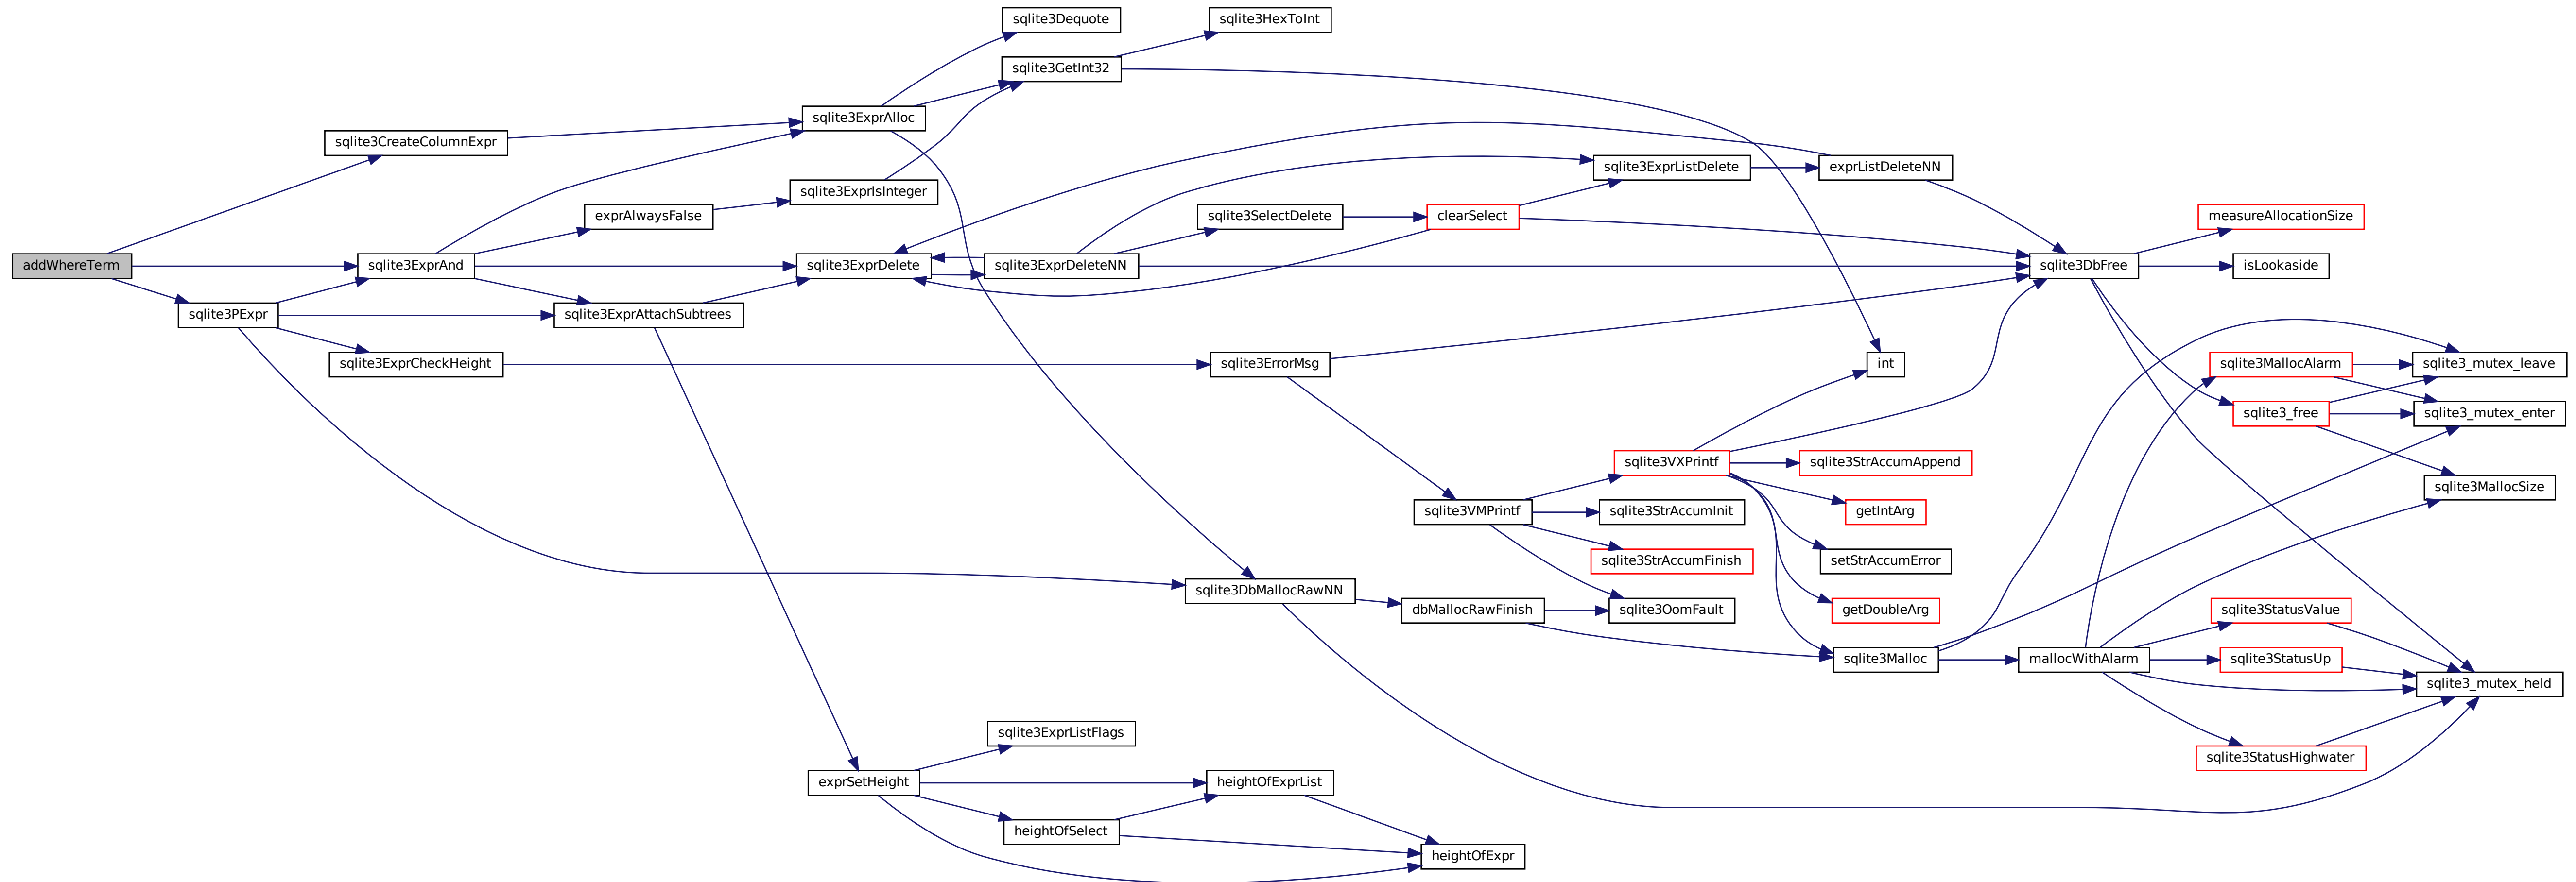 addWhereTerm
sqlite3CreateColumnExpr
sqlite3ExprAnd
sqlite3PExpr
sqlite3ExprCheckHeight
sqlite3ExprAlloc
sqlite3ExprIsInteger
exprAlwaysFalse
sqlite3ExprDelete
sqlite3ExprAttachSubtrees
exprSetHeight
sqlite3Dequote
sqlite3GetInt32
sqlite3ExprDeleteNN
sqlite3ExprListFlags
heightOfSelect
sqlite3HexToInt
sqlite3SelectDelete
sqlite3ErrorMsg
sqlite3DbMallocRawNN
heightOfExprList
clearSelect
sqlite3VMPrintf
dbMallocRawFinish
heightOfExpr
sqlite3ExprListDelete
sqlite3VXPrintf
sqlite3StrAccumInit
sqlite3StrAccumFinish
sqlite3OomFault
exprListDeleteNN
int
sqlite3StrAccumAppend
getIntArg
setStrAccumError
getDoubleArg
sqlite3Malloc
sqlite3DbFree
mallocWithAlarm
measureAllocationSize
isLookaside
sqlite3MallocAlarm
sqlite3_free
sqlite3StatusValue
sqlite3StatusUp
sqlite3StatusHighwater
sqlite3_mutex_leave
sqlite3_mutex_enter
sqlite3MallocSize
sqlite3_mutex_held